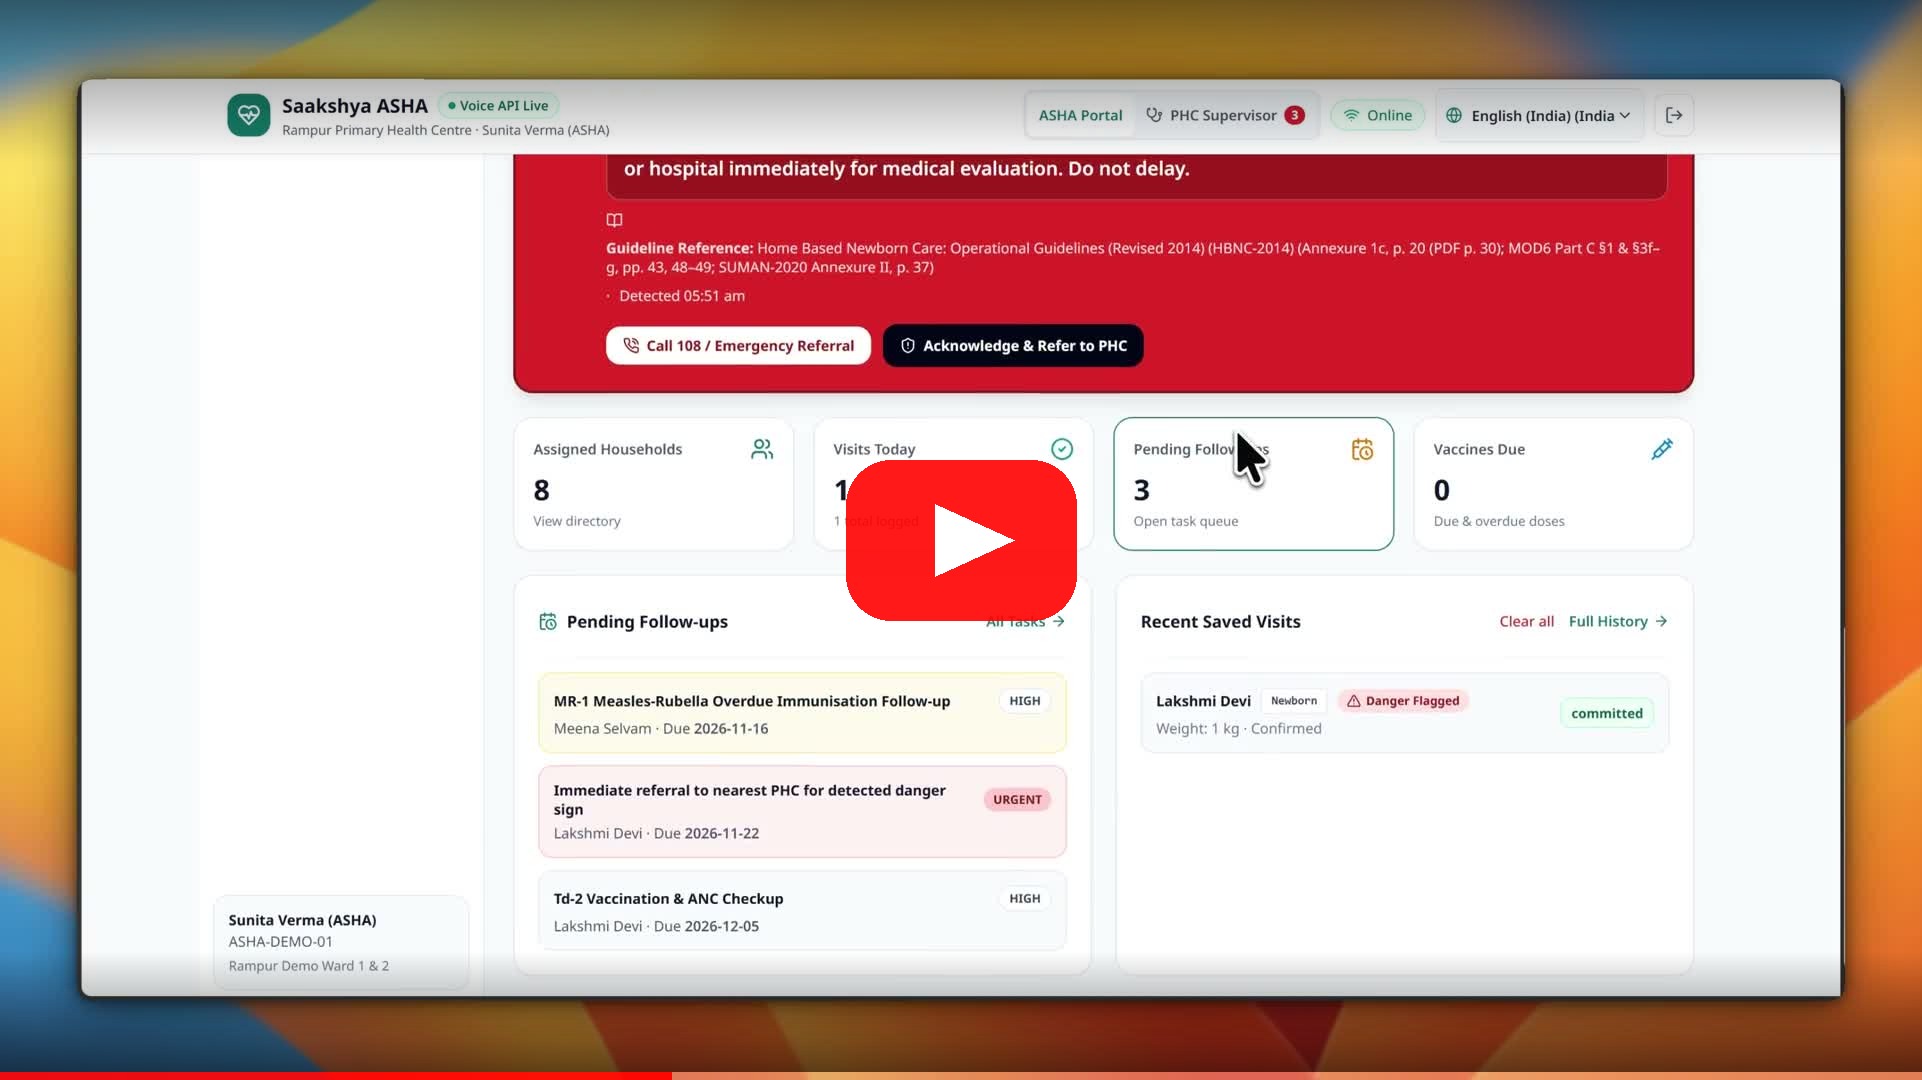 Saakshya ASHA
Voice API Live
Rampur Primary Health Centre · Sunita Verma (ASHA)
ASHA Portal
PHC Supervisor 3
Online
English (India) (India
or hospital immediately for medical evaluation. Do not delay.
Guideline Reference: Home Based Newborn Care: Operational Guidelines (Revised 2014) (HBNC-2014) (Annexure 1c, p. 20 (PDF p. 30); MOD6 Part C §1 & §3f–
g, pp. 43, 48–49; SUMAN-2020 Annexure II, p. 37)
· Detected 05:51 am
Call 108 / Emergency Referral
Acknowledge & Refer to PHC
Assigned Households
8
View directory
Visits Today
1
1 total logged
Pending Follow-ups
3
Open task queue
Vaccines Due
0
Due & overdue doses
Pending Follow-ups
All Tasks
MR-1 Measles-Rubella Overdue Immunisation Follow-up
HIGH
Meena Selvam · Due 2026-11-16
Immediate referral to nearest PHC for detected danger
sign
URGENT
Lakshmi Devi · Due 2026-11-22
Td-2 Vaccination & ANC Checkup
HIGH
Lakshmi Devi · Due 2026-12-05
Recent Saved Visits
Clear all
Full History
Lakshmi Devi
Newborn
Danger Flagged
Weight: 1 kg · Confirmed
committed
Sunita Verma (ASHA)
ASHA-DEMO-01
Rampur Demo Ward 1 & 2